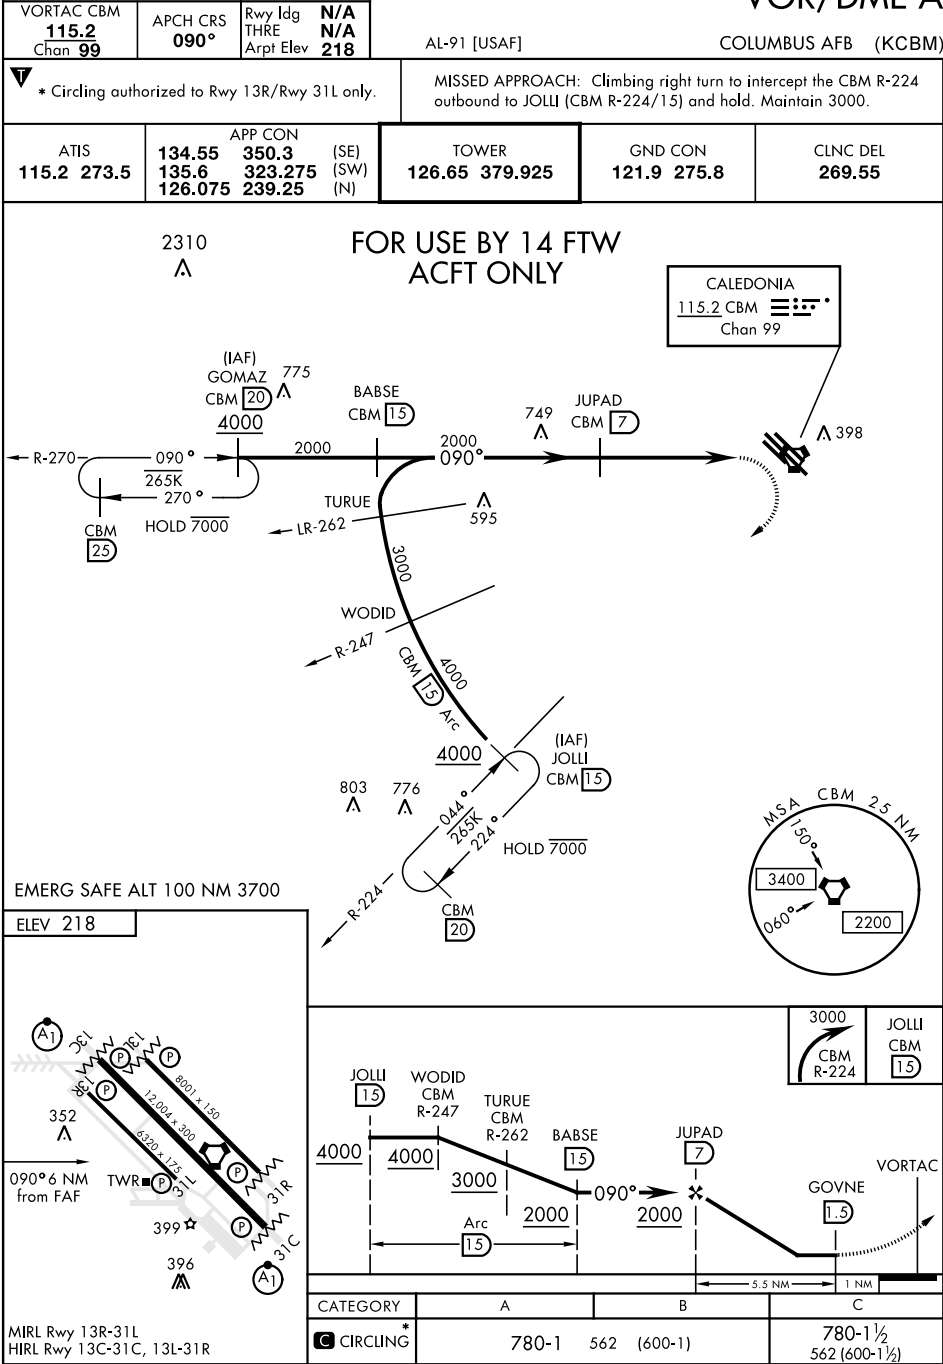 VOR/DME A
VORTAC CBM
115.2
Chan 99
APCH CRS
090°
Rwy ldg N/A
THRE N/A
Arpt Elev 218
AL-91 [USAF]
COLUMBUS AFB (KCBM)
T
* Circling authorized to Rwy 13R/Rwy 31L only.
MISSED APPROACH: Climbing right turn to intercept the CBM R-224
outbound to JOLLI (CBM R-224/15) and hold. Maintain 3000.
ATIS
115.2 273.5
APP CON
134.55 350.3 (SE)
135.6 323.275 (SW)
126.075 239.25 (N)
TOWER
126.65 379.925
GND CON
121.9 275.8
CLNC DEL
269.55
2310
FOR USE BY 14 FTW
ACFT ONLY
CALEDONIA
115.2 CBM
Chan 99
(IAF)
GOMAZ
CBM 20
4000
775
BABSE
CBM 15
749
JUPAD
CBM 7
398
R-270
090°
265K
270°
HOLD 7000
CBM
25
2000
2000
090°
TURUE
LR-262
595
3000
WODID
R-247
CBM 15 Arc
4000
4000
(IAF)
JOLLI
CBM 15
803
776
044°
265K
224°
HOLD 7000
R-224
CBM
20
MSA CBM 25 NM
150°
3400
060°
2200
EMERG SAFE ALT 100 NM 3700
ELEV 218
A1
13C
13L
13R
P
P
P
8001 x 150
12,004 x 300
6320 x 175
352
090° 6 NM
from FAF
TWR
P
31L
P
31R
399
P
31C
396
A1
MIRL Rwy 13R-31L
HIRL Rwy 13C-31C, 13L-31R
3000
CBM
R-224
JOLLI
CBM
15
JOLLI
15
WODID
CBM
R-247
TURUE
CBM
R-262
BABSE
15
JUPAD
7
GOVNE
1.5
VORTAC
4000
4000
3000
2000
090°
2000
Arc
15
5.5 NM
1 NM
CATEGORY A B C
C CIRCLING * 780-1 562 (600-1) 780-1½
562 (600-1½)